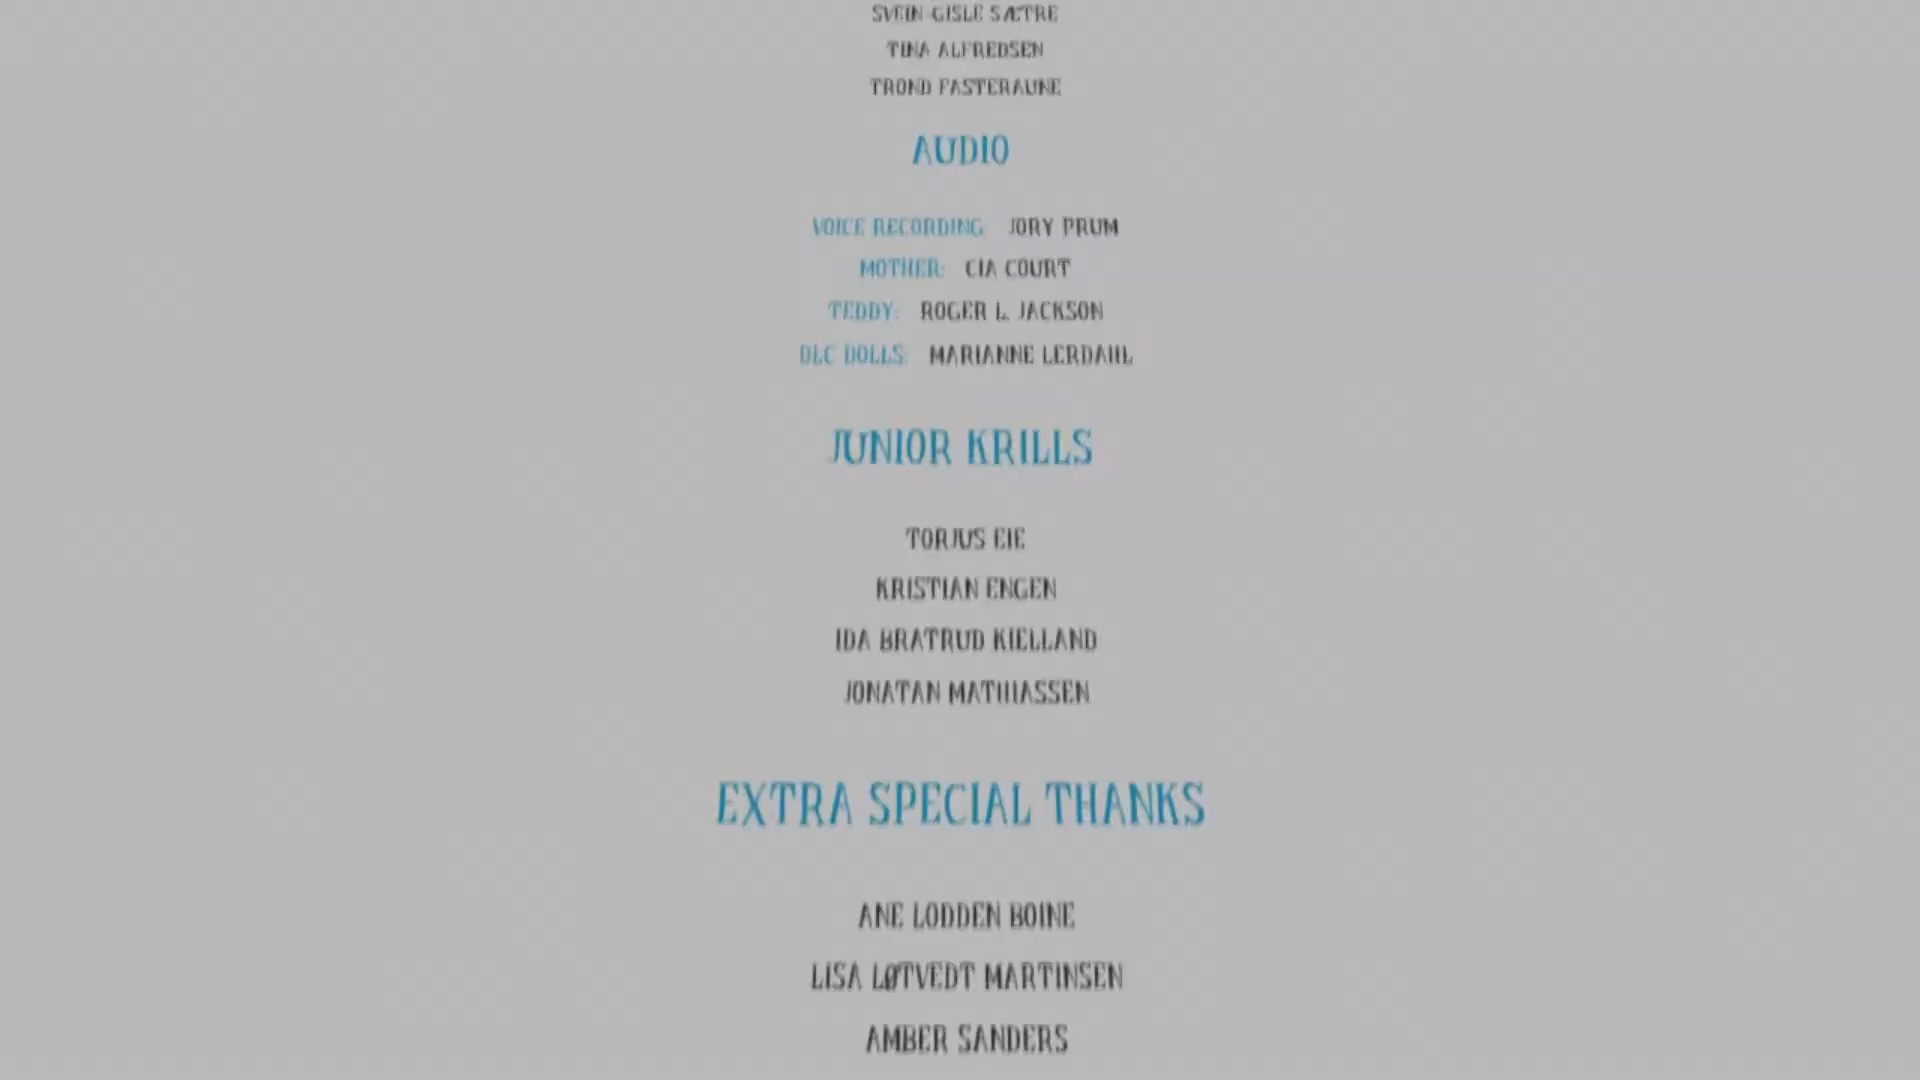 SVEIN-GISLE SÆTRE
TINA ALFREDSEN
TROND FASTERAUNE
AUDIO
VOICE RECORDING: JORY PRUM
MOTHER: CIA COURT
TEDDY: ROGER L. JACKSON
DLC DOLLS: MARIANNE LERDAHL
JUNIOR KRILLS
TORJUS EIE
KRISTIAN ENGEN
IDA BRATRUD KIELLAND
JONATAN MATHIASSEN
EXTRA SPECIAL THANKS
ANE LODDEN BOINE
LISA LØTVEDT MARTINSEN
AMBER SANDERS